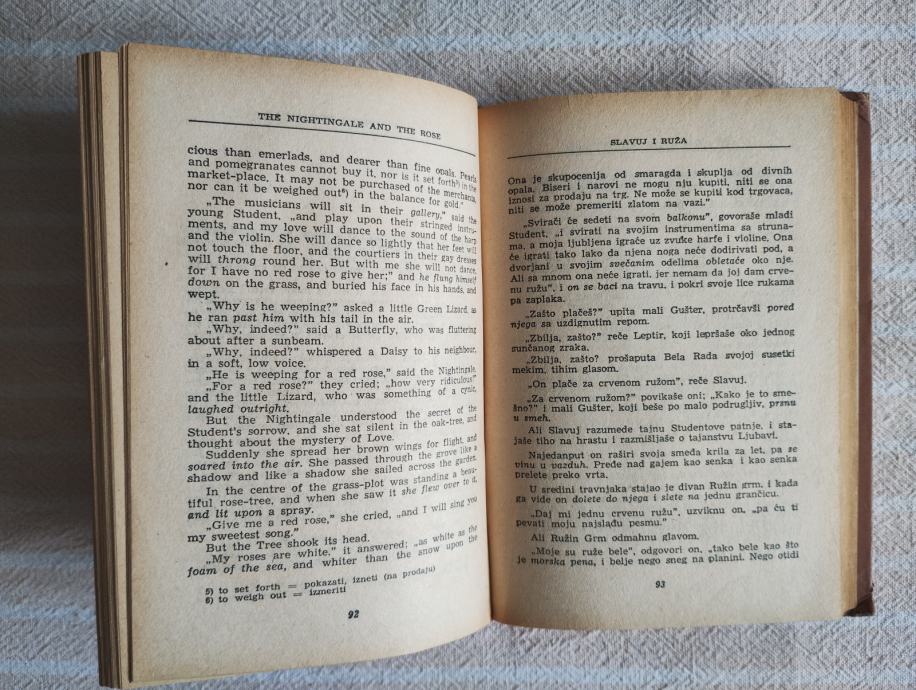 THE NIGHTINGALE AND THE ROSE
cious than emerlads, and dearer than fine opals. Pearls
and pomegranates cannot buy it, nor is it set forth⁵) in the
market-place. It may not be purchased of the merchants,
nor can it be weighed out⁶) in the balance for gold."
„The musicians will sit in their gallery," said the
young Student, „and play upon their stringed instru-
ments, and my love will dance to the sound of the harp
and the violin. She will dance so lightly that her feet will
not touch the floor, and the courtiers in their gay dresses
will throng round her. But with me she will not dance,
for I have no red rose to give her;" and he flung himself
down on the grass, and buried his face in his hands, and
wept.
„Why is he weeping?" asked a little Green Lizard, as
he ran past him with his tail in the air.
„Why, indeed?" said a Butterfly, who was fluttering
about after a sunbeam.
„Why, indeed?" whispered a Daisy to his neighbour,
in a soft, low voice.
„He is weeping for a red rose," said the Nightingale.
„For a red rose?" they cried; „how very ridiculous!"
and the little Lizard, who was something of a cynic,
laughed outright.
But the Nightingale understood the secret of the
Student's sorrow, and she sat silent in the oak-tree, and
thought about the mystery of Love.
Suddenly she spread her brown wings for flight, and
soared into the air. She passed through the grove like a
shadow and like a shadow she sailed across the garden.
In the centre of the grass-plot was standing a beau-
tiful rose-tree, and when she saw it she flew over to it,
and lit upon a spray.
„Give me a red rose," she cried, „and I will sing you
my sweetest song."
But the Tree shook its head.
„My roses are white," it answered; „as white as the
foam of the sea, and whiter than the snow upon the
5) to set forth = pokazati, izneti (na prodaju)
6) to weigh out = izmeriti
92
SLAVUJ I RUŽA
Ona je skupocenija od smaragda i skuplja od divnih
opala. Biseri i narovi ne mogu nju kupiti, niti se ona
iznosi za prodaju na trg. Ne može se kupiti kod trgovaca,
niti se može premeriti zlatom na vazi."
„Svirači će sedeti na svom balkonu", govoraše mladi
Student, „i svirati na svojim instrumentima sa struna-
ma, a moja ljubljena igraće uz zvuke harfe i violine. Ona
će igrati tako lako da njena noga neće dodirivati pod, a
dvorjani u svojim svečanim odelima obletaće oko nje.
Ali sa mnom ona neće igrati, jer nemam da joj dam crve-
nu ružu", i on se baci na travu, i pokri svoje lice rukama
pa zaplaka.
„Zašto plačeš?" upita mali Gušter, protrčavši pored
njega sa uzdignutim repom.
„Zbilja, zašto?" reče Leptir, koji lepršaše oko jednog
sunčanog zraka.
„Zbilja, zašto? prošaputa Bela Rada svojoj susetki
mekim, tihim glasom.
„On plače za crvenom ružom", reče Slavuj.
„Za crvenom ružom?" povikaše oni; „Kako je to sme-
šno?" i mali Gušter, koji beše po malo podrugljiv, prsnu
u smeh.
Ali Slavuj razumede tajnu Studentove patnje, i sta-
jaše tiho na hrastu i razmišljaše o tajanstvu Ljubavi.
Najedanput on raširi svoja smeđa krila za let, pa se
vinu u vazduh. Pređe nad gajem kao senka i kao senka
prelete preko vrta.
U sredini travnjaka stajao je divan Ružin grm, i kada
ga vide on dolete do njega i slete na jednu grančicu.
„Daj mi jednu crvenu ružu", uzviknu on, „pa ću ti
pevati moju najslađu pesmu."
Ali Ružin Grm odmahnu glavom.
„Moje su ruže bele", odgovori on, „tako bele kao što
je morska pena, i belje nego sneg na planini. Nego otidi
93